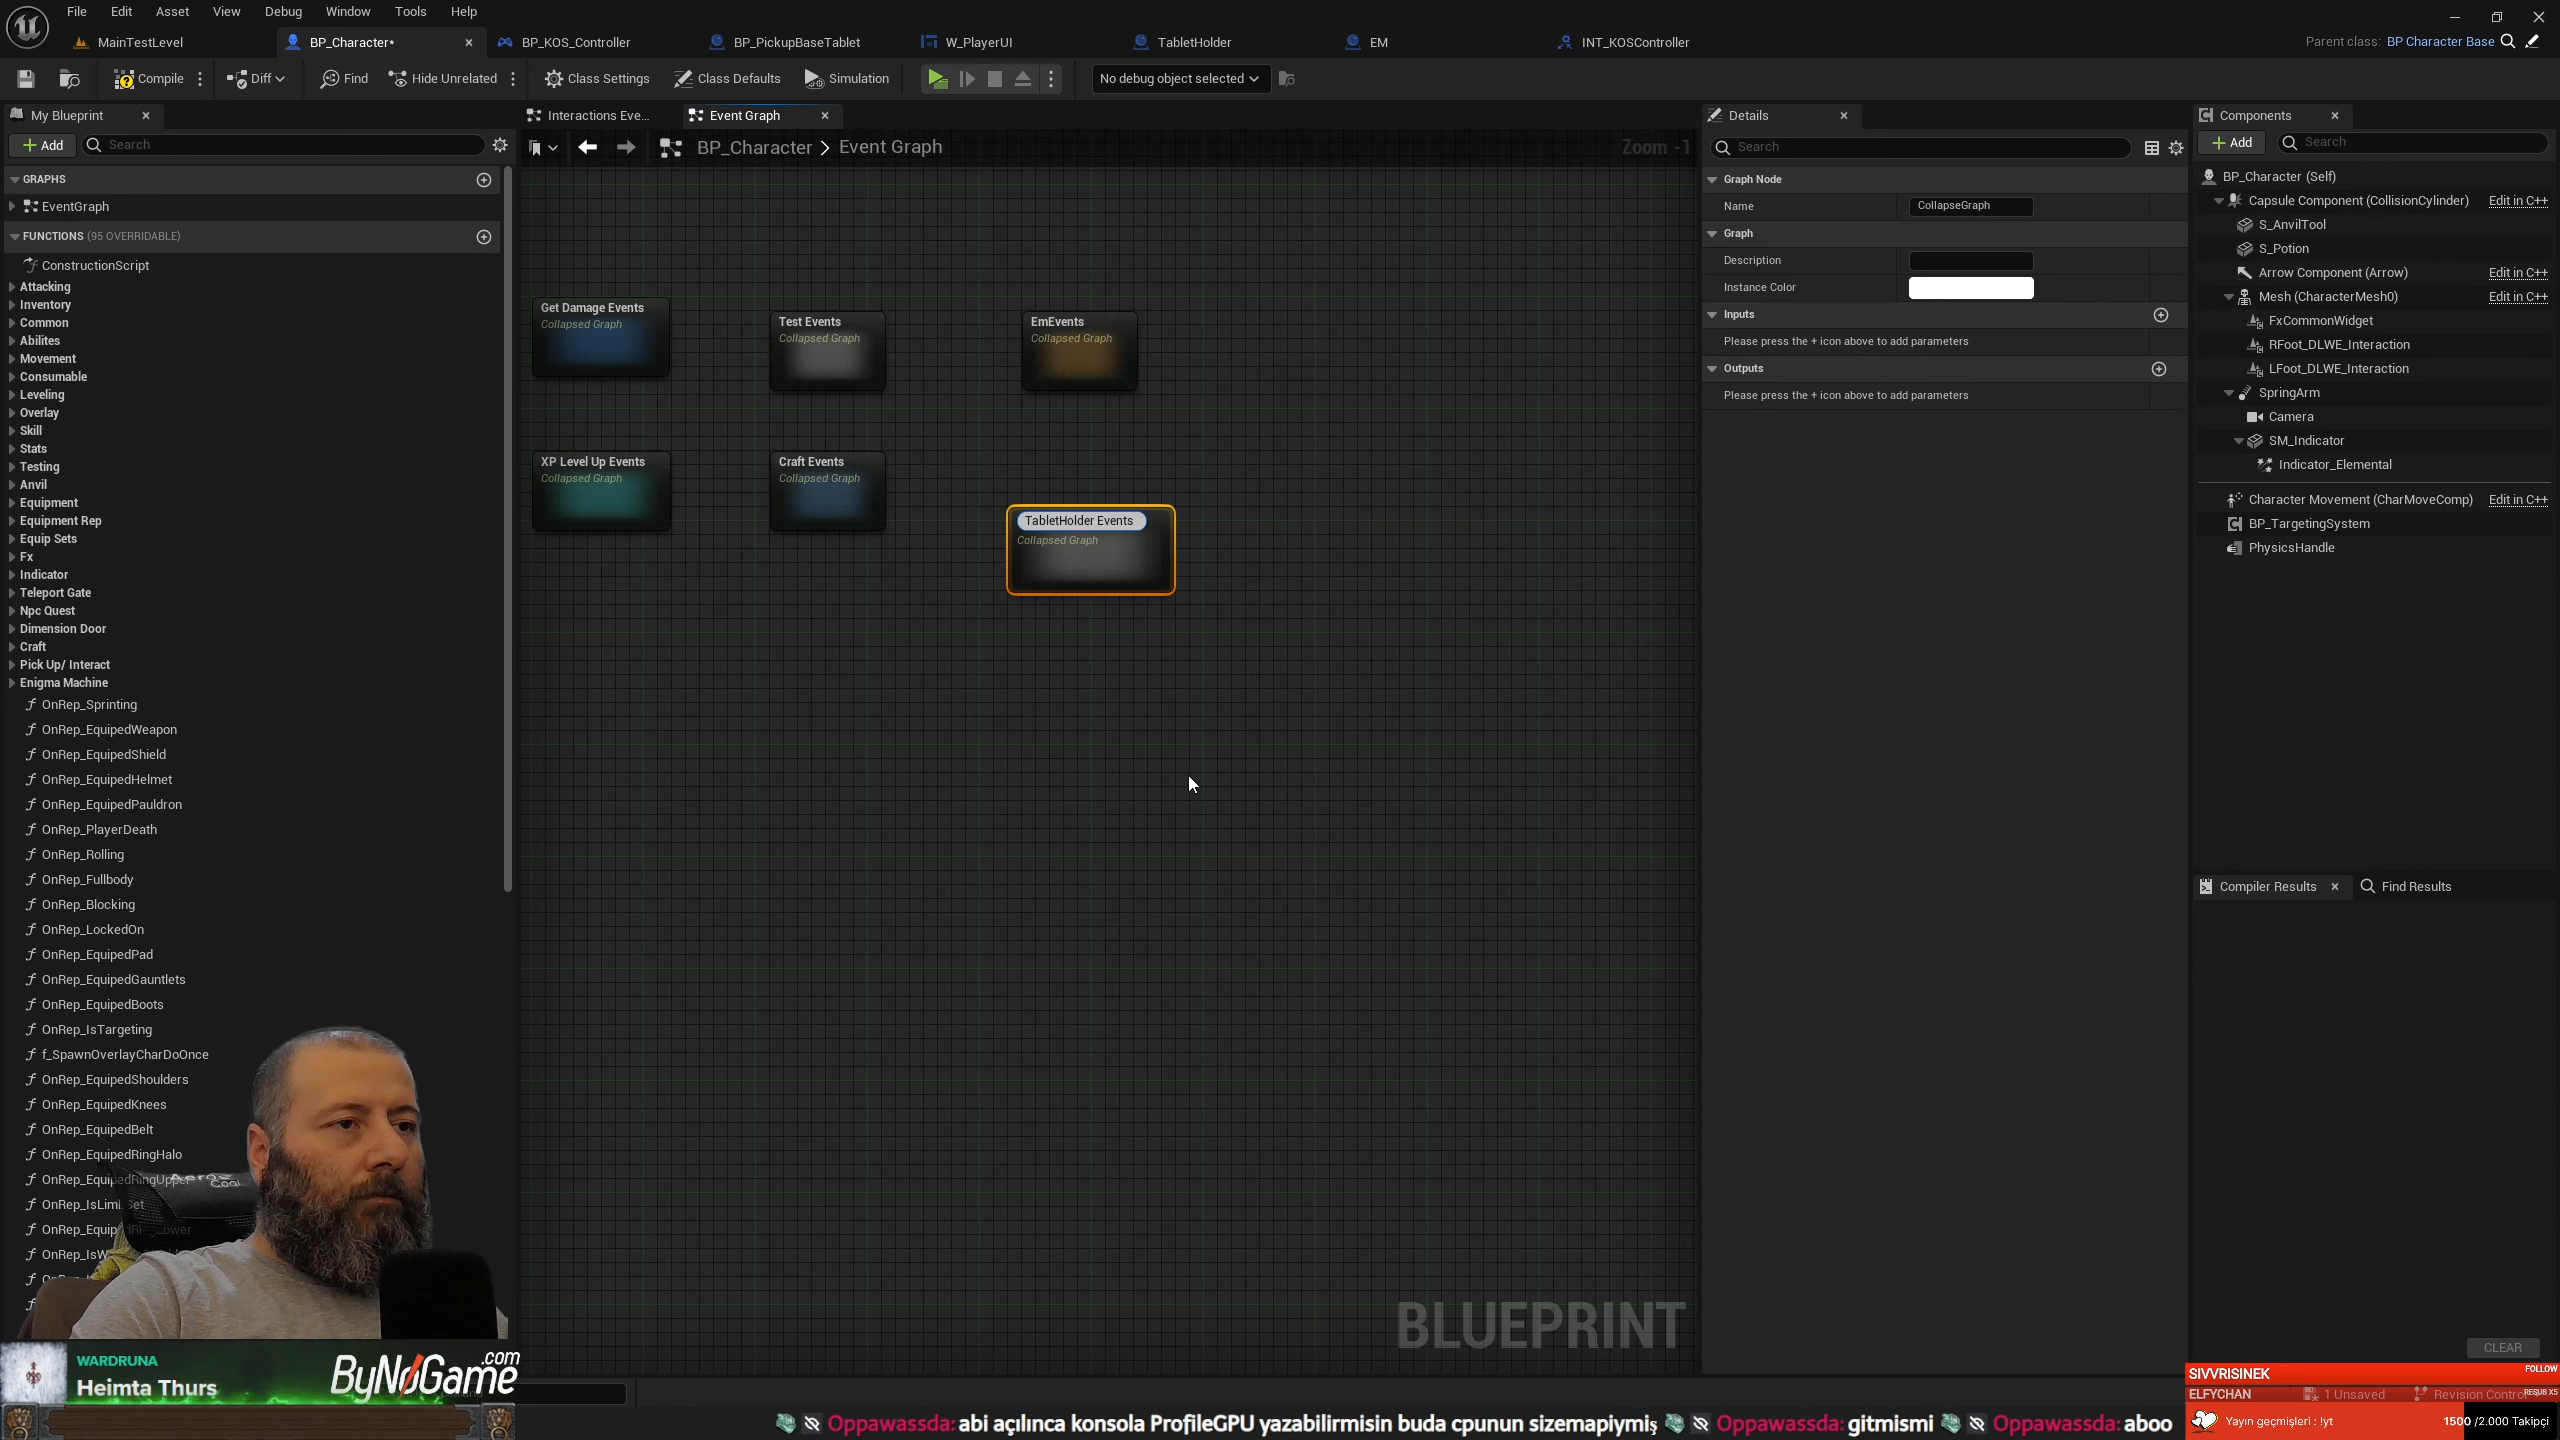 File Edit Asset View Debug Window Tools Help
MainTestLevel BP_Character* BP_KOS_Controller BP_PickupBaseTablet W_PlayerUI TabletHolder EM INT_KOSController
Parent class: BP Character Base
Compile Diff Find Hide Unrelated Class Settings Class Defaults Simulation No debug object selected
My Blueprint
Add Search
GRAPHS
EventGraph
FUNCTIONS (95 OVERRIDABLE)
ConstructionScript
Attacking
Inventory
Common
Abilites
Movement
Consumable
Leveling
Overlay
Skill
Stats
Testing
Anvil
Equipment
Equipment Rep
Equip Sets
Fx
Indicator
Teleport Gate
Npc Quest
Dimension Door
Craft
Pick Up/ Interact
Enigma Machine
OnRep_Sprinting
OnRep_EquipedWeapon
OnRep_EquipedShield
OnRep_EquipedHelmet
OnRep_EquipedPauldron
OnRep_PlayerDeath
OnRep_Rolling
OnRep_Fullbody
OnRep_Blocking
OnRep_LockedOn
OnRep_EquipedPad
OnRep_EquipedGauntlets
OnRep_EquipedBoots
OnRep_IsTargeting
f_SpawnOverlayCharDoOnce
OnRep_EquipedShoulders
OnRep_EquipedKnees
OnRep_EquipedBelt
OnRep_EquipedRingHalo
OnRep_EquipedRingUpper
Interactions Eve... Event Graph
BP_Character > Event Graph
Zoom -1
Get Damage Events
Collapsed Graph
Test Events
Collapsed Graph
EmEvents
Collapsed Graph
XP Level Up Events
Collapsed Graph
Craft Events
Collapsed Graph
TabletHolder Events
Collapsed Graph
BLUEPRINT
Details
Search
Graph Node
Name CollapseGraph
Graph
Description
Instance Color
Inputs
Please press the + icon above to add parameters
Outputs
Please press the + icon above to add parameters
Components
Add Search
BP_Character (Self)
Capsule Component (CollisionCylinder) Edit in C++
S_AnvilTool
S_Potion
Arrow Component (Arrow) Edit in C++
Mesh (CharacterMesh0) Edit in C++
FxCommonWidget
RFoot_DLWE_Interaction
LFoot_DLWE_Interaction
SpringArm
Camera
SM_Indicator
Indicator_Elemental
Character Movement (CharMoveComp) Edit in C++
BP_TargetingSystem
PhysicsHandle
Compiler Results Find Results
CLEAR
Aero Cool
WARDRUNA
Heimta Thurs
ByNoGame.com
SIVVRISINEK FOLLOW
ELFYCHAN RESUB X5
1 Unsaved Revision Control
Yayın geçmişleri : !yt 1500 /2.000 Takipçi
Oppawassda: abi açılınca konsola ProfileGPU yazabilirmisin buda cpunun sizemapiymiş Oppawassda: gitmismi Oppawassda: aboo